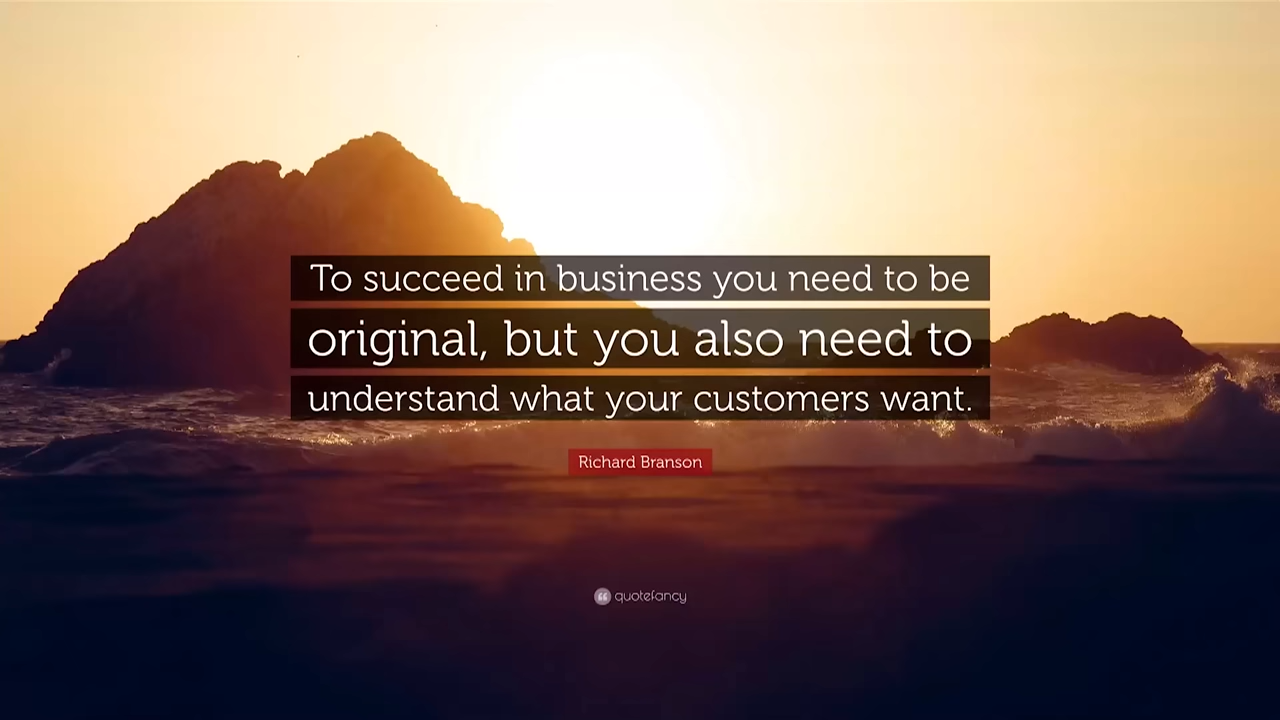 To succeed in business you need to be
original, but you also need to
understand what your customers want.
Richard Branson
quotefancy